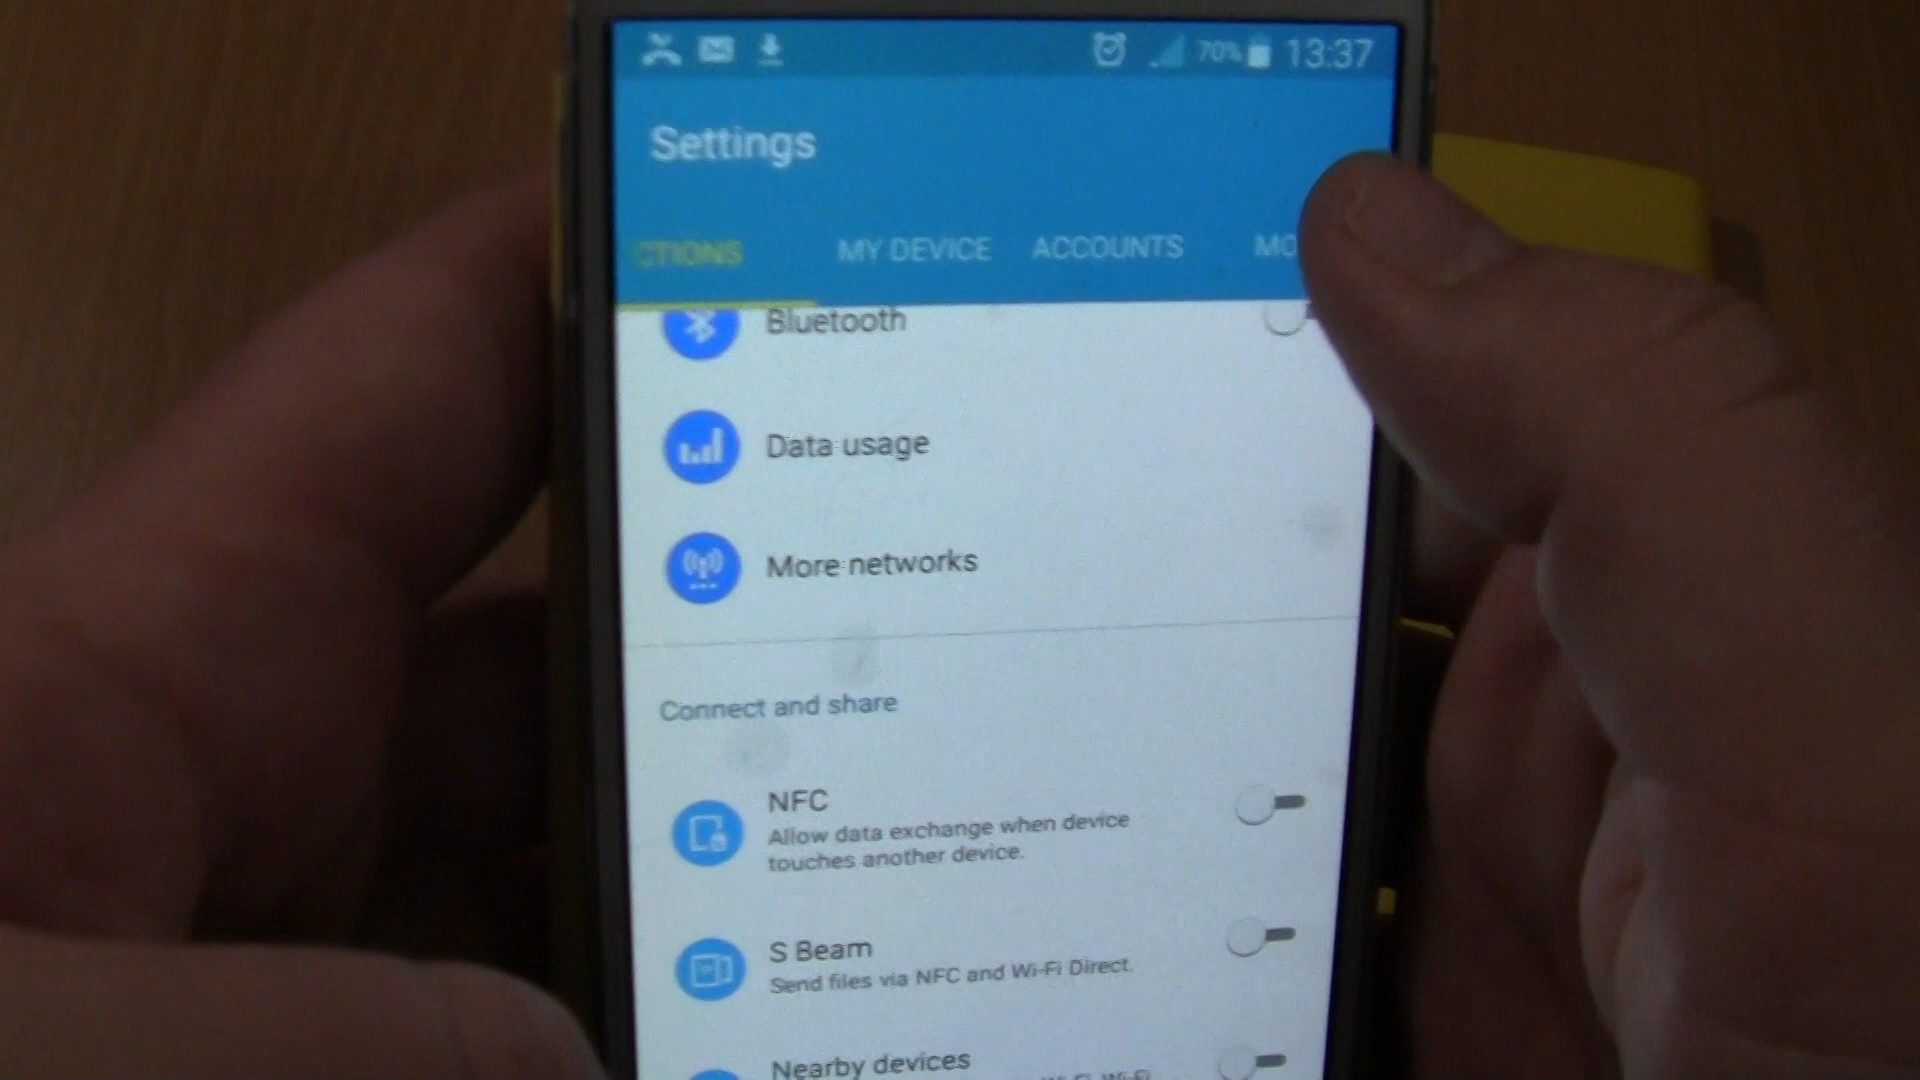 70% 13:37
Settings
CTIONS MY DEVICE ACCOUNTS MO
Bluetooth
Data usage
More networks
Connect and share
NFC
Allow data exchange when device
touches another device.
S Beam
Send files via NFC and Wi-Fi Direct.
Nearby devices